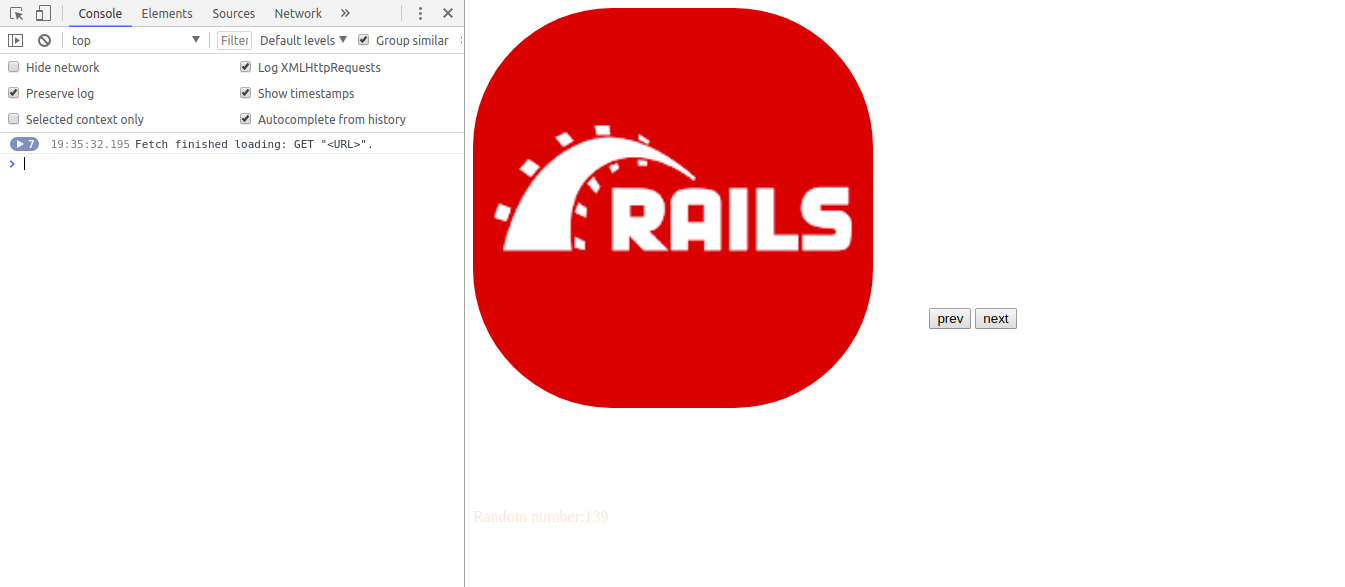 Console Elements Sources Network
top Filter Default levels Group similar
Hide network Log XMLHttpRequests
Preserve log Show timestamps
Selected context only Autocomplete from history
7 19:35:32.195 Fetch finished loading: GET "<URL>".
RAILS
prev next
Random number:139